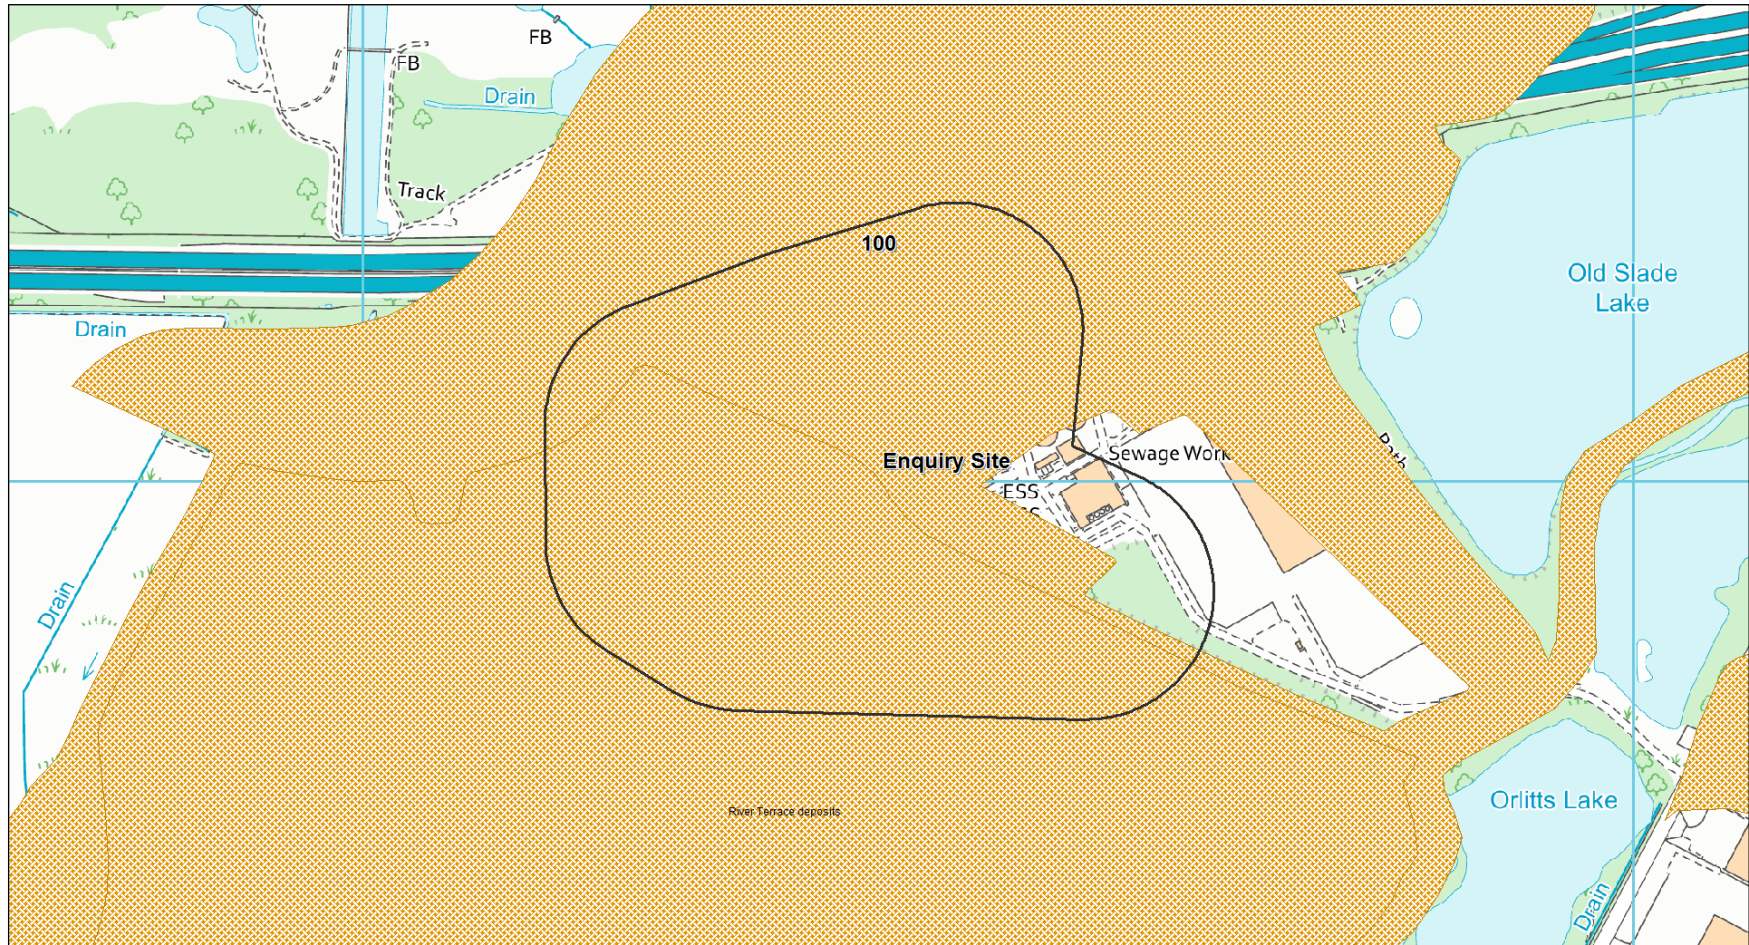 FB
FB
Drain
Track
100
Old Slade
Lake
Drain
Enquiry Site
Sewage Work
Path
ESS
Drain
Orlitts Lake
River Terrace deposits
Drain